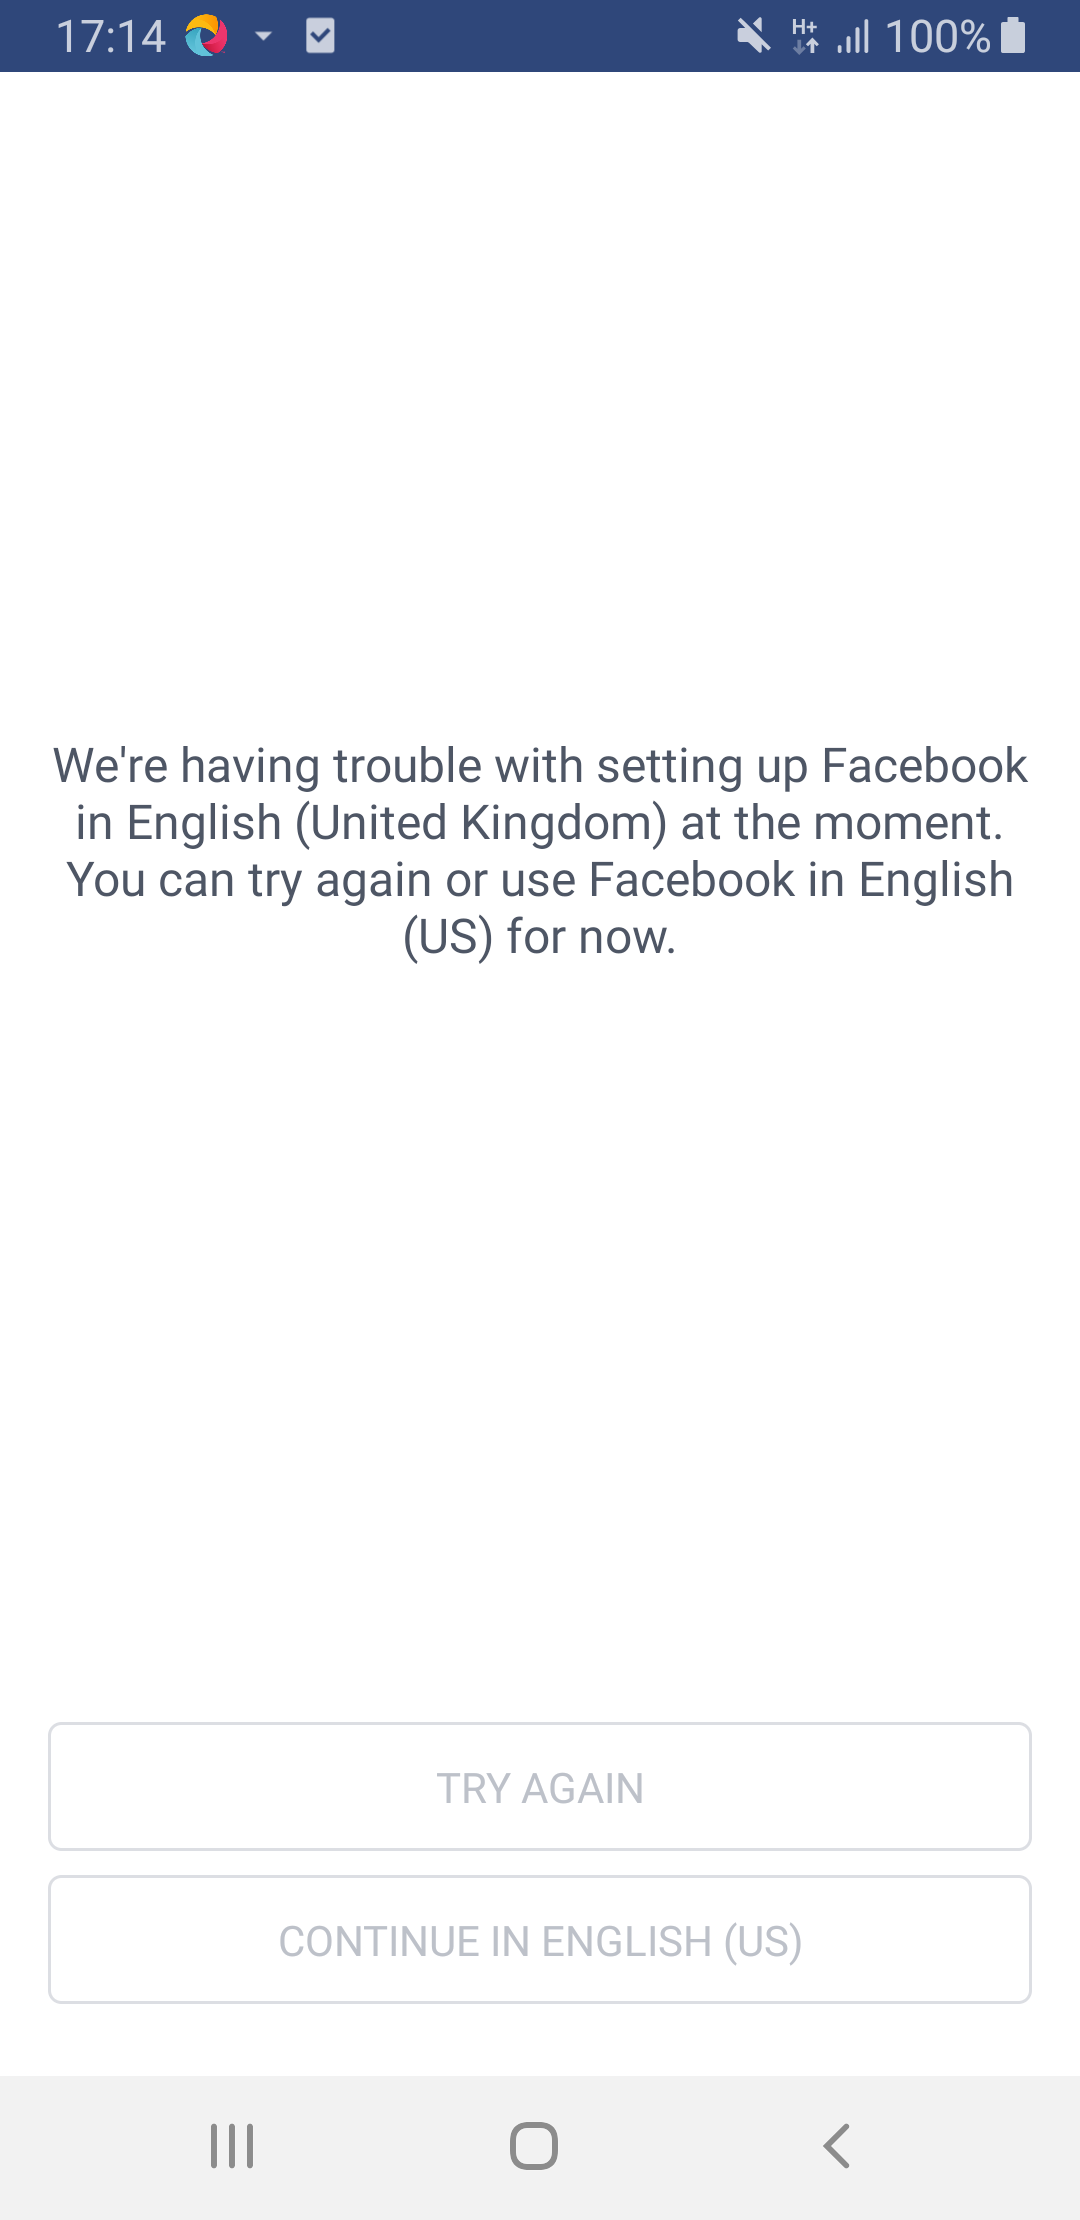 17:14
H+
100%
We're having trouble with setting up Facebook
in English (United Kingdom) at the moment.
You can try again or use Facebook in English
(US) for now.
TRY AGAIN
CONTINUE IN ENGLISH (US)